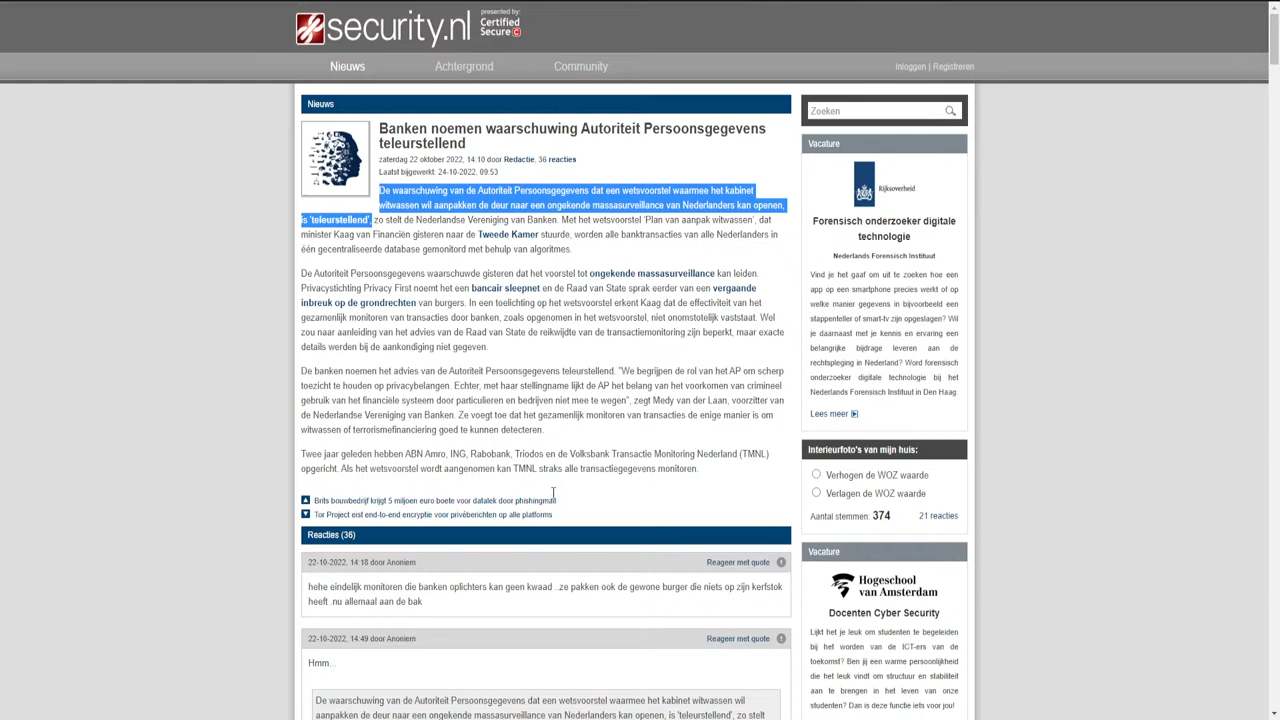 security.nl
presented by:
Certified
Secure
Nieuws
Achtergrond
Community
Inloggen | Registreren
Nieuws
Banken noemen waarschuwing Autoriteit Persoonsgegevens
teleurstellend
zaterdag 22 oktober 2022, 14:10 door Redactie, 36 reacties
Laatst bijgewerkt: 24-10-2022, 09:53
De waarschuwing van de Autoriteit Persoonsgegevens dat een wetsvoorstel waarmee het kabinet
witwassen wil aanpakken de deur naar een ongekende massasurveillance van Nederlanders kan openen,
is 'teleurstellend', zo stelt de Nederlandse Vereniging van Banken. Met het wetsvoorstel 'Plan van aanpak witwassen', dat
minister Kaag van Financiën gisteren naar de Tweede Kamer stuurde, worden alle banktransacties van alle Nederlanders in
één gecentraliseerde database gemonitord met behulp van algoritmes.
De Autoriteit Persoonsgegevens waarschuwde gisteren dat het voorstel tot ongekende massasurveillance kan leiden.
Privacystichting Privacy First noemt het een bancair sleepnet en de Raad van State sprak eerder van een vergaande
inbreuk op de grondrechten van burgers. In een toelichting op het wetsvoorstel erkent Kaag dat de effectiviteit van het
gezamenlijk monitoren van transacties door banken, zoals opgenomen in het wetsvoorstel, niet onomstotelijk vaststaat. Wel
zou naar aanleiding van het advies van de Raad van State de reikwijdte van de transactiemonitoring zijn beperkt, maar exacte
details werden bij de aankondiging niet gegeven.
De banken noemen het advies van de Autoriteit Persoonsgegevens teleurstellend. "We begrijpen de rol van het AP om scherp
toezicht te houden op privacybelangen. Echter, met haar stellingname lijkt de AP het belang van het voorkomen van crimineel
gebruik van het financiële systeem door particulieren en bedrijven niet mee te wegen", zegt Medy van der Laan, voorzitter van
de Nederlandse Vereniging van Banken. Ze voegt toe dat het gezamenlijk monitoren van transacties de enige manier is om
witwassen of terrorismefinanciering goed te kunnen detecteren.
Twee jaar geleden hebben ABN Amro, ING, Rabobank, Triodos en de Volksbank Transactie Monitoring Nederland (TMNL)
opgericht. Als het wetsvoorstel wordt aangenomen kan TMNL straks alle transactiegegevens monitoren.
Brits bouwbedrijf krijgt 5 miljoen euro boete voor datalek door phishingmail
Tor Project eist end-to-end encryptie voor privéberichten op alle platforms
Reacties (36)
22-10-2022, 14:18 door Anoniem
Reageer met quote
hehe eindelijk monitoren die banken oplichters kan geen kwaad ..ze pakken ook de gewone burger die niets op zijn kerfstok
heeft .nu allemaal aan de bak
22-10-2022, 14:49 door Anoniem
Reageer met quote
Hmm...
De waarschuwing van de Autoriteit Persoonsgegevens dat een wetsvoorstel waarmee het kabinet witwassen wil
aanpakken de deur naar een ongekende massasurveillance van Nederlanders kan openen, is 'teleurstellend', zo stelt
Zoeken
Vacature
Rijksoverheid
Forensisch onderzoeker digitale
technologie
Nederlands Forensisch Instituut
Vind je het gaaf om uit te zoeken hoe een
app op een smartphone precies werkt of op
welke manier gegevens in bijvoorbeeld een
stappenteller of smart-tv zijn opgeslagen? Wil
je daarnaast met je kennis en ervaring een
belangrijke bijdrage leveren aan de
rechtspleging in Nederland? Word forensisch
onderzoeker digitale technologie bij het
Nederlands Forensisch Instituut in Den Haag.
Lees meer
Interieurfoto's van mijn huis:
Verhogen de WOZ waarde
Verlagen de WOZ waarde
Aantal stemmen: 374
21 reacties
Vacature
Hogeschool
van Amsterdam
Docenten Cyber Security
Lijkt het je leuk om studenten te begeleiden
bij het worden van de ICT-ers van de
toekomst? Ben jij een warme persoonlijkheid
die het leuk vindt om structuur en stabiliteit
aan te brengen in het leven van onze
studenten? Dan is deze functie iets voor jou!